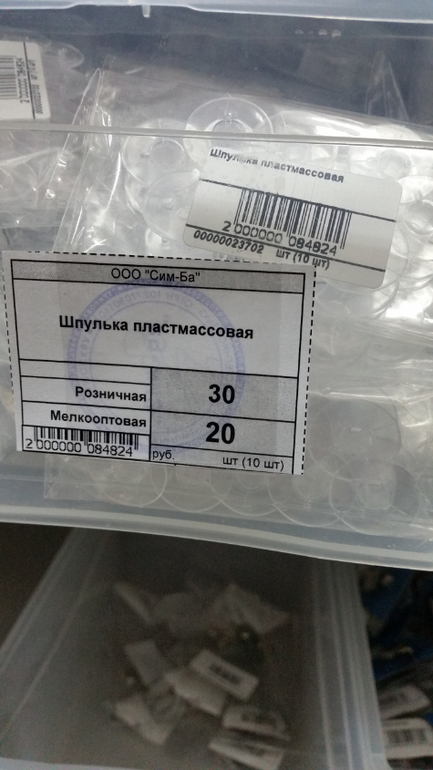 Шпулька пластмассовая
2 000000 084824
00000023702 шт (10 шт)
ООО "Сим-Ба"
Шпулька пластмассовая
Розничная 30
Мелкооптовая 20
2 000000 084824 руб. шт (10 шт)